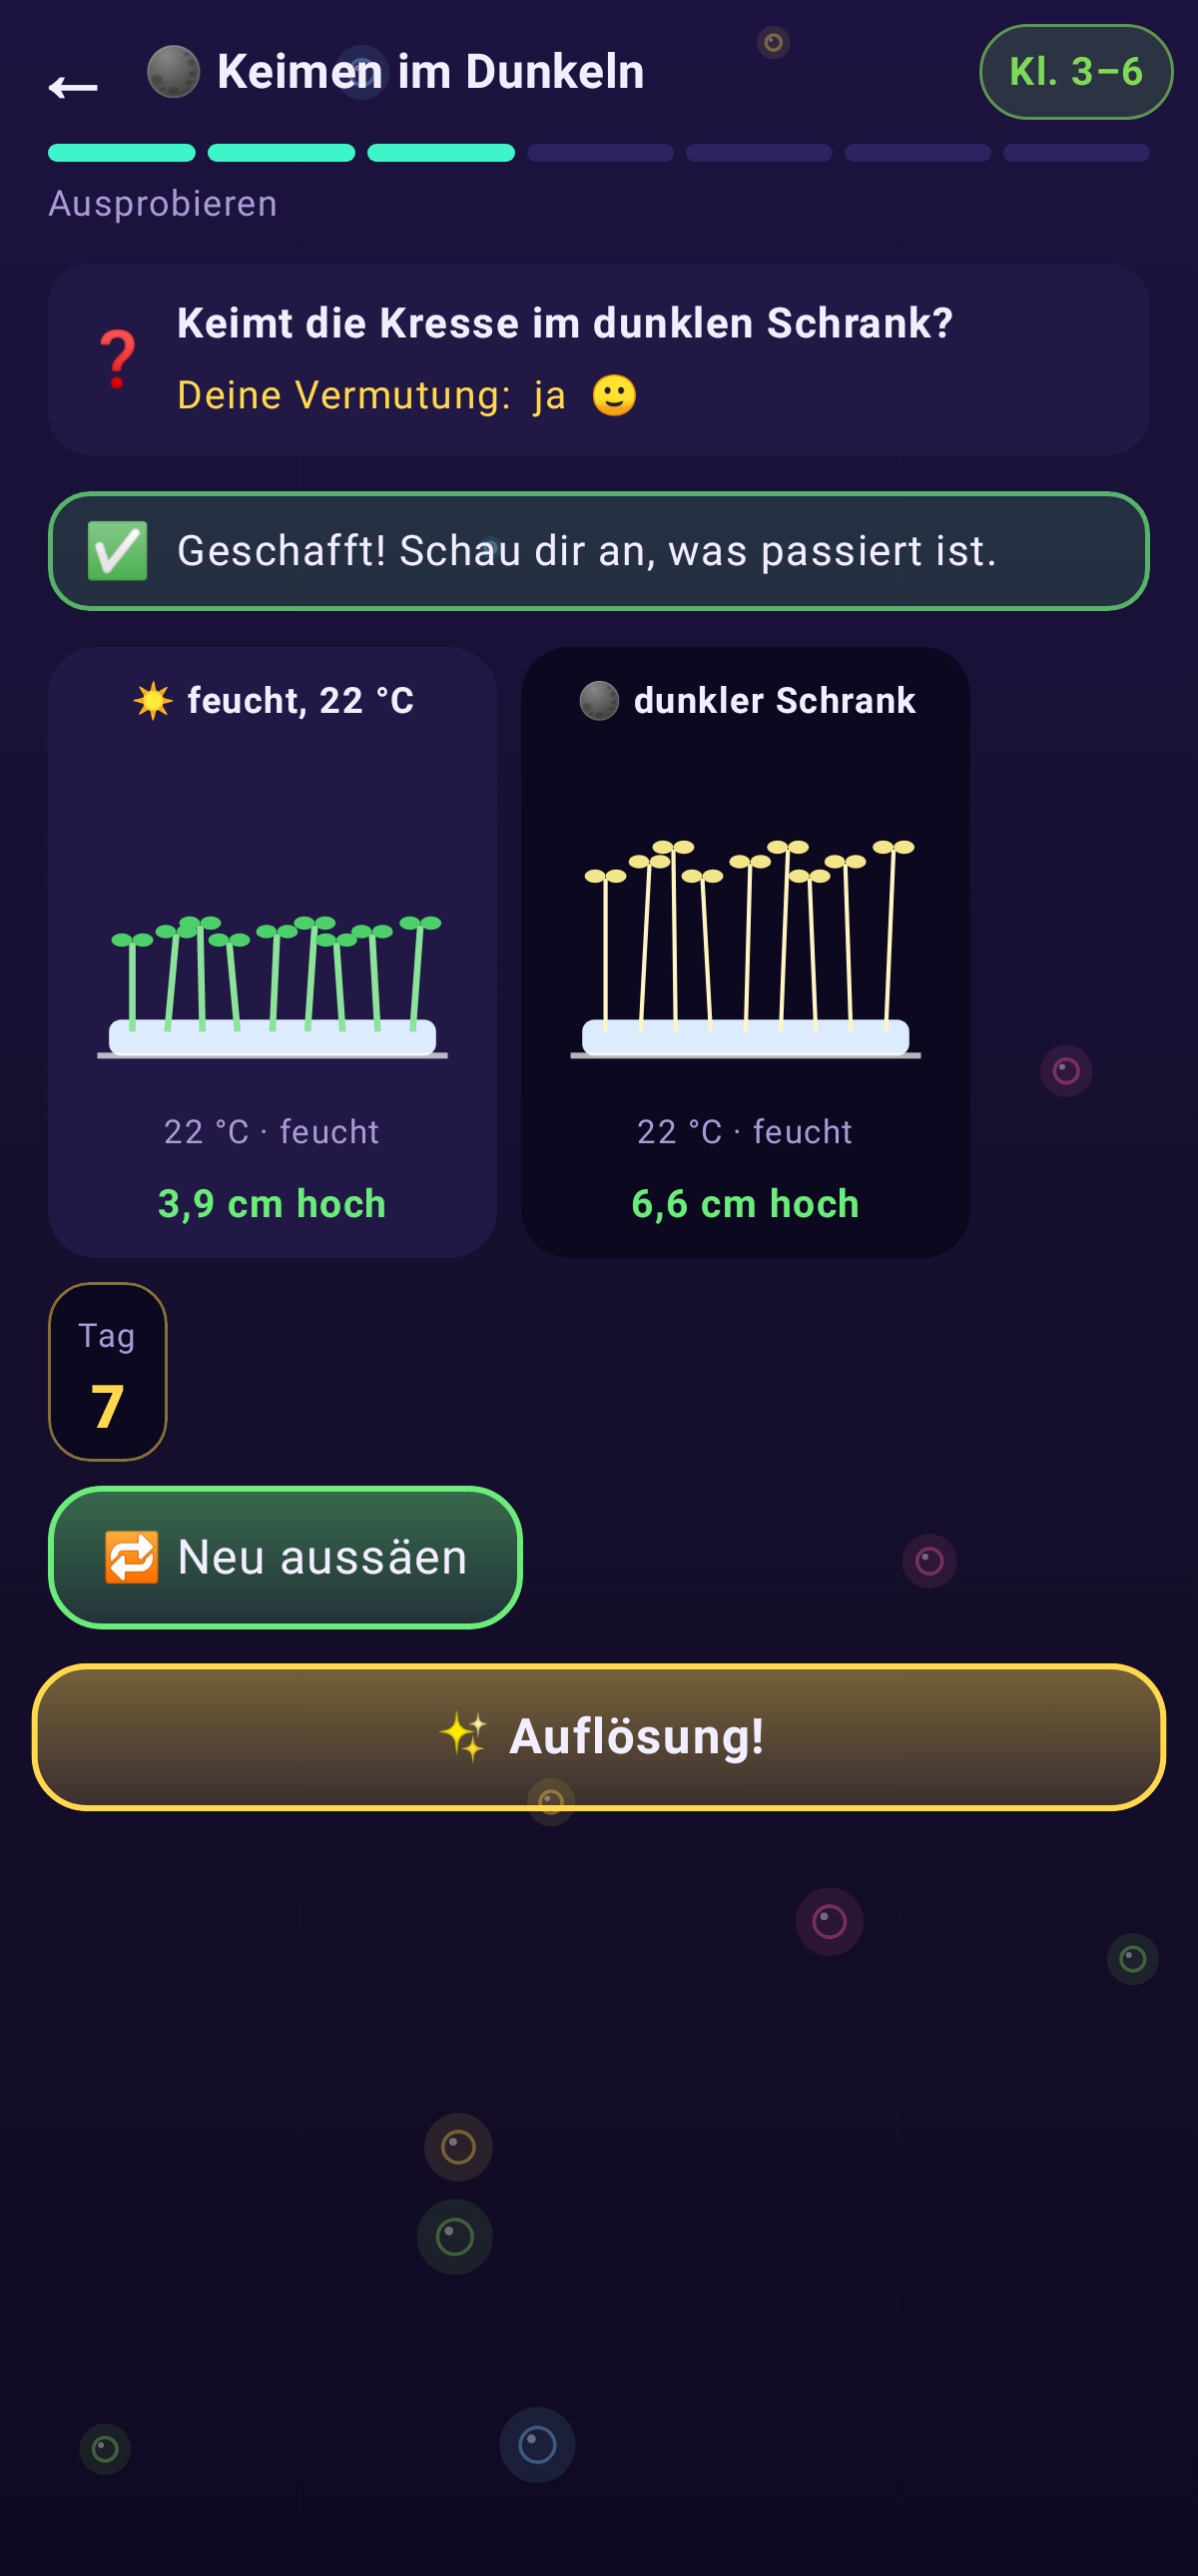 ← 🌑 Keimen im Dunkeln
Kl. 3–6
Ausprobieren
❓ Keimt die Kresse im dunklen Schrank?
Deine Vermutung: ja 🙂
✅ Geschafft! Schau dir an, was passiert ist.
☀️ feucht, 22 °C
22 °C · feucht
3,9 cm hoch
🌑 dunkler Schrank
22 °C · feucht
6,6 cm hoch
Tag
7
🔁 Neu aussäen
✨ Auflösung!